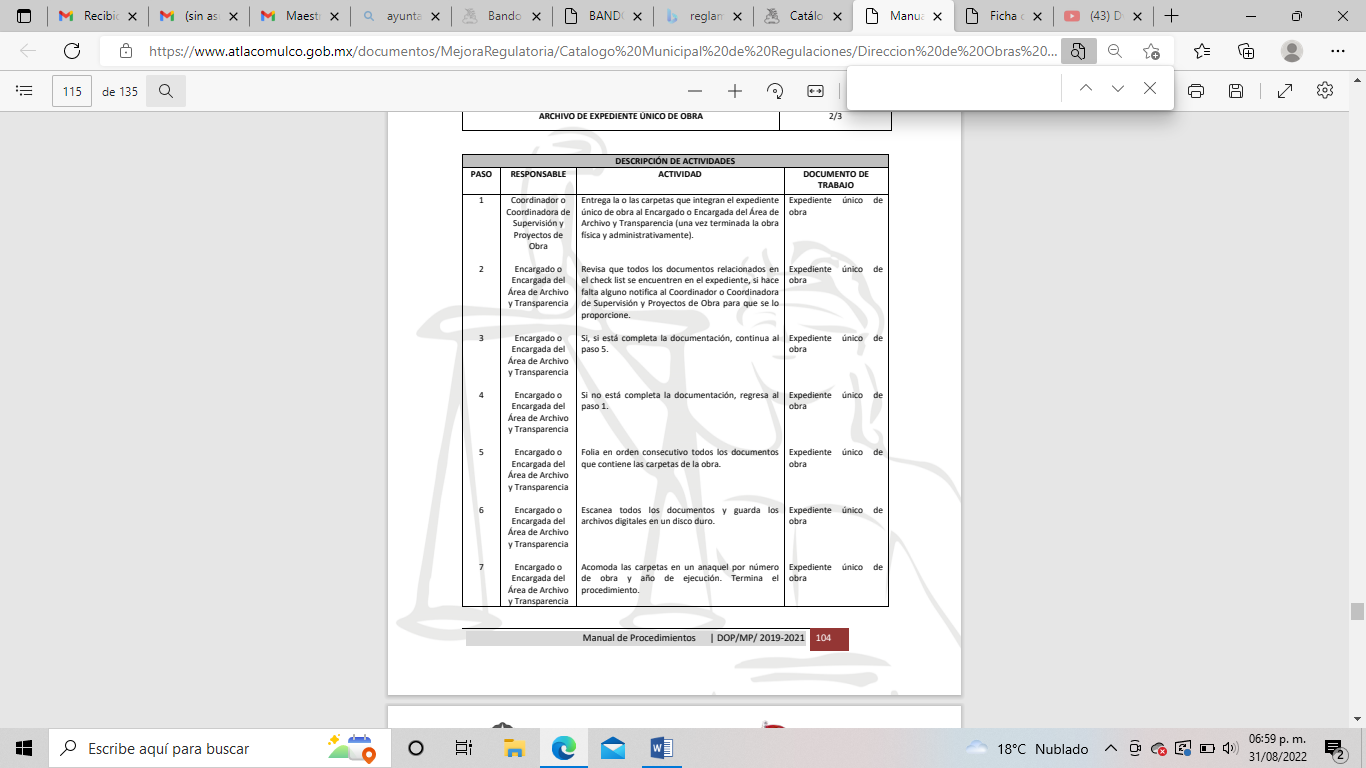 Recibid
(sin as
Maest
ayunta
Bando
BAND
reglam
Catálo
Manua
Ficha
(43) D
https://www.atlacomulco.gob.mx/documentos/MejoraRegulatoria/Catalogo%20Municipal%20de%20Regulaciones/Direccion%20de%20Obras%20...
115 de 135
ARCHIVO DE EXPEDIENTE ÚNICO DE OBRA 2/3
DESCRIPCIÓN DE ACTIVIDADES
PASO RESPONSABLE ACTIVIDAD DOCUMENTO DE
TRABAJO
1 Coordinador o Entrega la o las carpetas que integran el expediente Expediente único de
Coordinadora de único de obra al Encargado o Encargada del Área de obra
Supervisión y Archivo y Transparencia (una vez terminada la obra
Proyectos de física y administrativamente).
Obra
2 Encargado o Revisa que todos los documentos relacionados en Expediente único de
Encargada del el check list se encuentren en el expediente, si hace obra
Área de Archivo falta alguno notifica al Coordinador o Coordinadora
y Transparencia de Supervisión y Proyectos de Obra para que se lo
proporcione.
3 Encargado o Si, si está completa la documentación, continua al Expediente único de
Encargada del paso 5. obra
Área de Archivo
y Transparencia
4 Encargado o Si no está completa la documentación, regresa al Expediente único de
Encargada del paso 1. obra
Área de Archivo
y Transparencia
5 Encargado o Folia en orden consecutivo todos los documentos Expediente único de
Encargada del que contiene las carpetas de la obra. obra
Área de Archivo
y Transparencia
6 Encargado o Escanea todos los documentos y guarda los Expediente único de
Encargada del archivos digitales en un disco duro. obra
Área de Archivo
y Transparencia
7 Encargado o Acomoda las carpetas en un anaquel por número Expediente único de
Encargada del de obra y año de ejecución. Termina el obra
Área de Archivo procedimiento.
y Transparencia
Manual de Procedimientos | DOP/MP/ 2019-2021 104
Escribe aquí para buscar
18°C Nublado
06:59 p. m.
31/08/2022
2